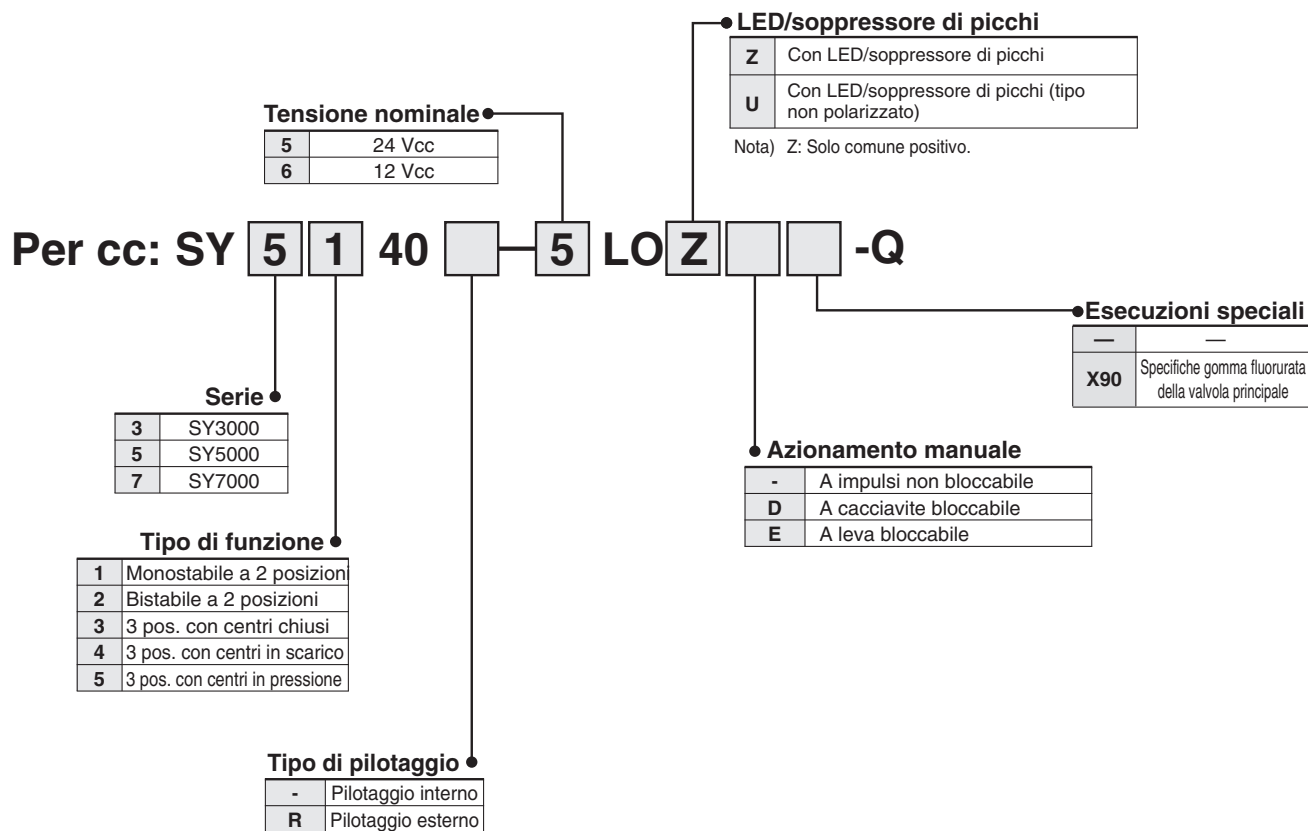 LED/soppressore di picchi
Z Con LED/soppressore di picchi
U Con LED/soppressore di picchi (tipo
non polarizzato)
Nota) Z: Solo comune positivo.
Tensione nominale
5 24 Vcc
6 12 Vcc
Per cc: SY 5 1 40 5 LO Z -Q
Esecuzioni speciali
— —
X90 Specifiche gomma fluorurata
della valvola principale
Serie
3 SY3000
5 SY5000
7 SY7000
Azionamento manuale
- A impulsi non bloccabile
D A cacciavite bloccabile
E A leva bloccabile
Tipo di funzione
1 Monostabile a 2 posizioni
2 Bistabile a 2 posizioni
3 3 pos. con centri chiusi
4 3 pos. con centri in scarico
5 3 pos. con centri in pressione
Tipo di pilotaggio
- Pilotaggio interno
R Pilotaggio esterno